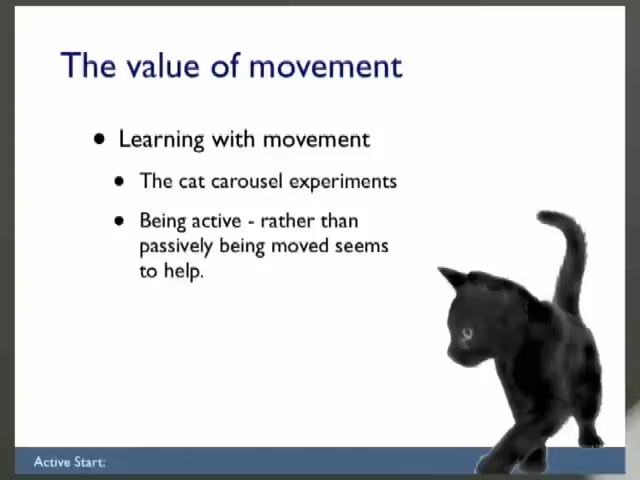 The value of movement
Learning with movement
The cat carousel experiments
Being active - rather than
passively being moved seems
to help.
Active Start: